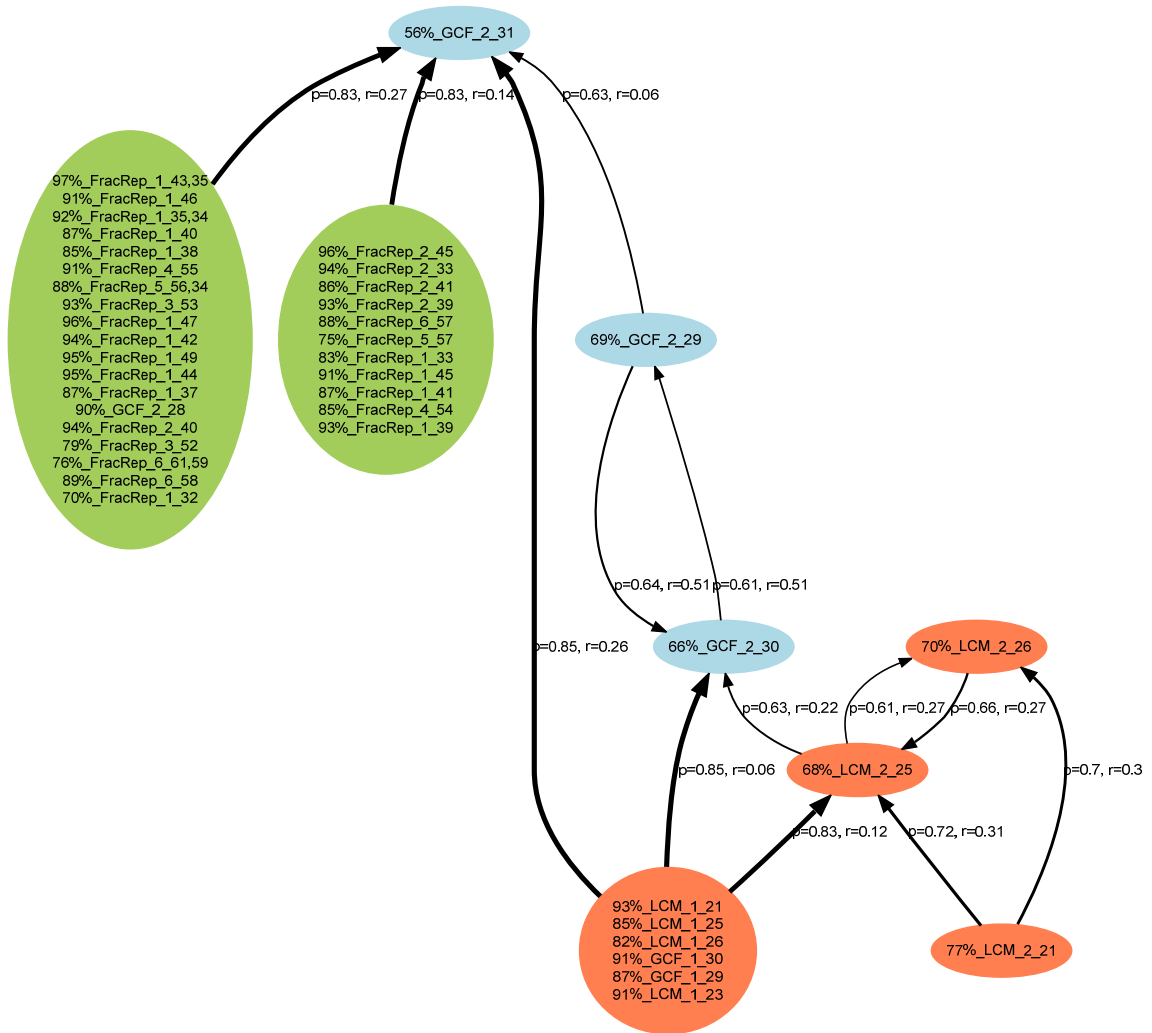 56%_GCF_2_31
p=0.83, r=0.27
p=0.83, r=0.14
p=0.63, r=0.06
97%_FracRep_1_43,35
91%_FracRep_1_46
92%_FracRep_1_35,34
87%_FracRep_1_40
85%_FracRep_1_38
91%_FracRep_4_55
88%_FracRep_5_56,34
93%_FracRep_3_53
96%_FracRep_1_47
94%_FracRep_1_42
95%_FracRep_1_49
95%_FracRep_1_44
87%_FracRep_1_37
90%_GCF_2_28
94%_FracRep_2_40
79%_FracRep_3_52
76%_FracRep_6_61,59
89%_FracRep_6_58
70%_FracRep_1_32
96%_FracRep_2_45
94%_FracRep_2_33
86%_FracRep_2_41
93%_FracRep_2_39
88%_FracRep_6_57
75%_FracRep_5_57
83%_FracRep_1_33
91%_FracRep_1_45
87%_FracRep_1_41
85%_FracRep_4_54
93%_FracRep_1_39
69%_GCF_2_29
p=0.64, r=0.51
p=0.61, r=0.51
p=0.85, r=0.26
66%_GCF_2_30
70%_LCM_2_26
p=0.63, r=0.22
p=0.61, r=0.27
p=0.66, r=0.27
p=0.85, r=0.06
68%_LCM_2_25
p=0.7, r=0.3
p=0.83, r=0.12
p=0.72, r=0.31
93%_LCM_1_21
85%_LCM_1_25
82%_LCM_1_26
91%_GCF_1_30
87%_GCF_1_29
91%_LCM_1_23
77%_LCM_2_21